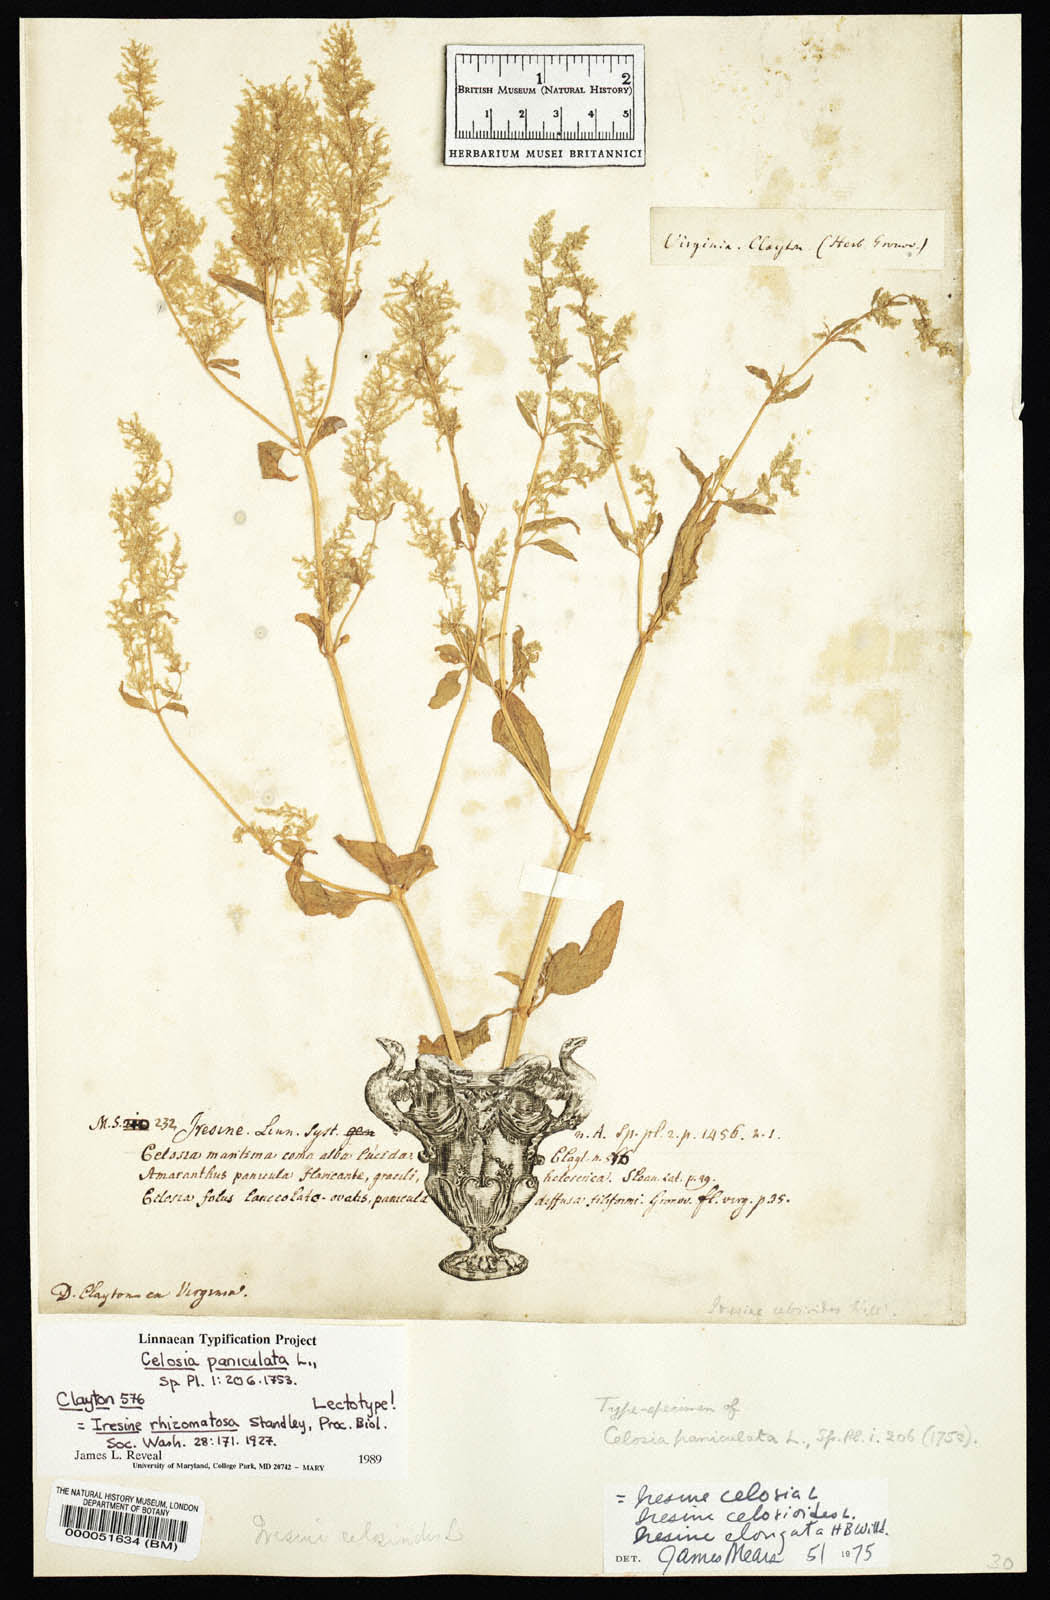 1 2
BRITISH MUSEUM (NATURAL HISTORY)
1 2 3 4 5
HERBARIUM MUSEI BRITANNICI
Virginia. Clayton. (Herb Gronov.)
M.S. 232. Iresine. Linn. Syst. gen n. A. Sp. pl. 2. p. 1456. n. 1.
Celosia maritima coma alba lucida. Clayt. n. 576
Amaranthus panicula flavicante, gracili, holosericea. Sloan. cat. p. 49.
Celosia foliis lanceolato-ovatis, panicula diffusa filiformi. Gronov. fl. virg. p. 35.
D. Clayton ex Virginia.
Iresine celosioides Willd.
Linnaean Typification Project
Celosia paniculata L.,
Sp. Pl. 1: 206. 1753.
Clayton 576 Lectotype!
= Iresine rhizomatosa Standley, Proc. Biol.
Soc. Wash. 28: 171. 1927.
James L. Reveal 1989
University of Maryland, College Park, MD 20742 – MARY
Type-specimen of
Celosia paniculata L., Sp. Pl. i. 206 (1753).
THE NATURAL HISTORY MUSEUM, LONDON
DEPARTMENT OF BOTANY
000051634 (BM)
Iresine celosioides L
= Iresine celosia L
Iresine celosioides L.
Iresine elongata H B Willd.
DET. James Mears 51 1975
30